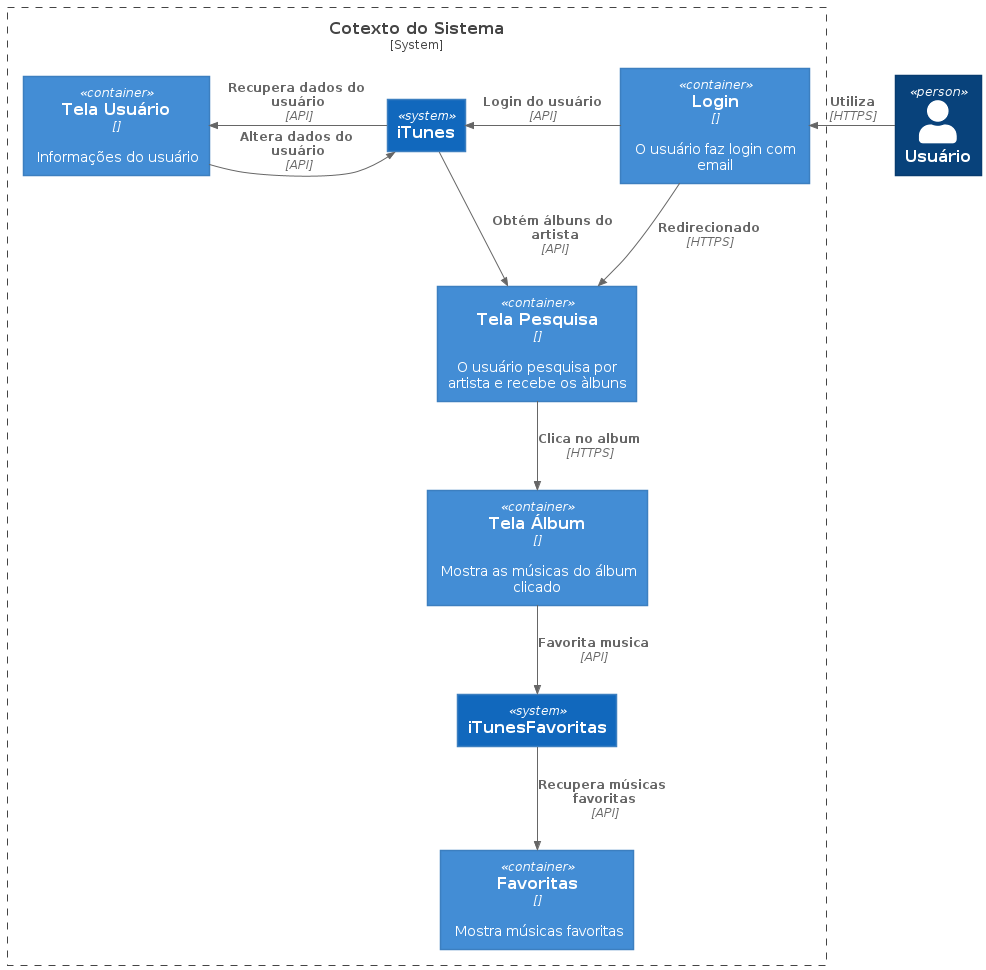 Cotexto do Sistema
[System]
«container»
Tela Usuário
[]
Informações do usuário
Recupera dados do
usuário
[API]
Altera dados do
usuário
[API]
«system»
iTunes
Login do usuário
[API]
«container»
Login
[]
O usuário faz login com
email
Utiliza
[HTTPS]
«person»
Usuário
Obtém álbuns do
artista
[API]
Redirecionado
[HTTPS]
«container»
Tela Pesquisa
[]
O usuário pesquisa por
artista e recebe os àlbuns
Clica no album
[HTTPS]
«container»
Tela Álbum
[]
Mostra as músicas do álbum
clicado
Favorita musica
[API]
«system»
iTunesFavoritas
Recupera músicas
favoritas
[API]
«container»
Favoritas
[]
Mostra músicas favoritas